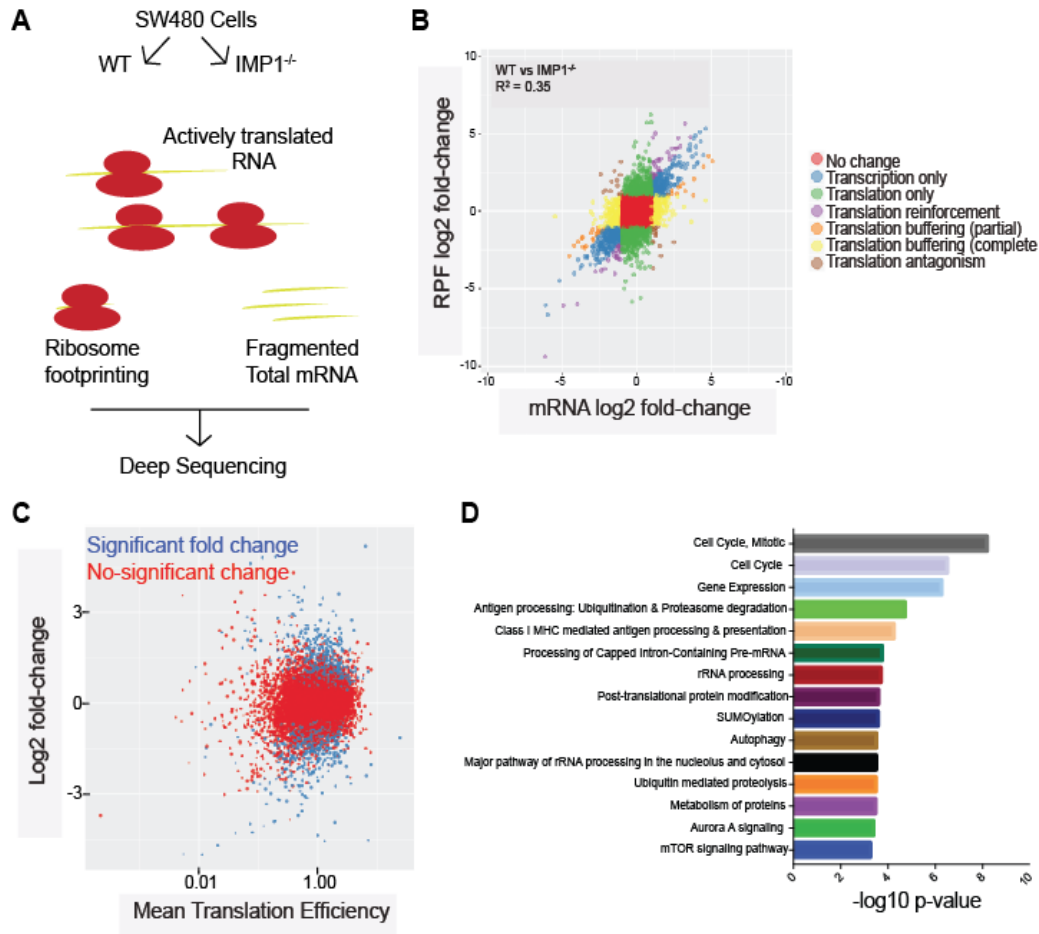 A
SW480 Cells
WT
IMP1-/-
Actively translated
RNA
Ribosome
footprinting
Fragmented
Total mRNA
Deep Sequencing
B
WT vs IMP1-/-
R² = 0.35
10
5
0
-5
-10
-10
-5
0
5
-10
RPF log2 fold-change
mRNA log2 fold-change
No change
Transcription only
Translation only
Translation reinforcement
Translation buffering (partial)
Translation buffering (complete
Translation antagonism
C
Significant fold change
No-significant change
3
0
-3
0.01
1.00
Log2 fold-change
Mean Translation Efficiency
D
Cell Cycle, Mitotic
Cell Cycle
Gene Expression
Antigen processing: Ubiquitination & Proteasome degradation
Class I MHC mediated antigen processing & presentation
Processing of Capped Intron-Containing Pre-mRNA
rRNA processing
Post-translational protein modification
SUMOylation
Autophagy
Major pathway of rRNA processing in the nucleolus and cytosol
Ubiquitin mediated proteolysis
Metabolism of proteins
Aurora A signaling
mTOR signaling pathway
0
2
4
6
8
10
-log10 p-value